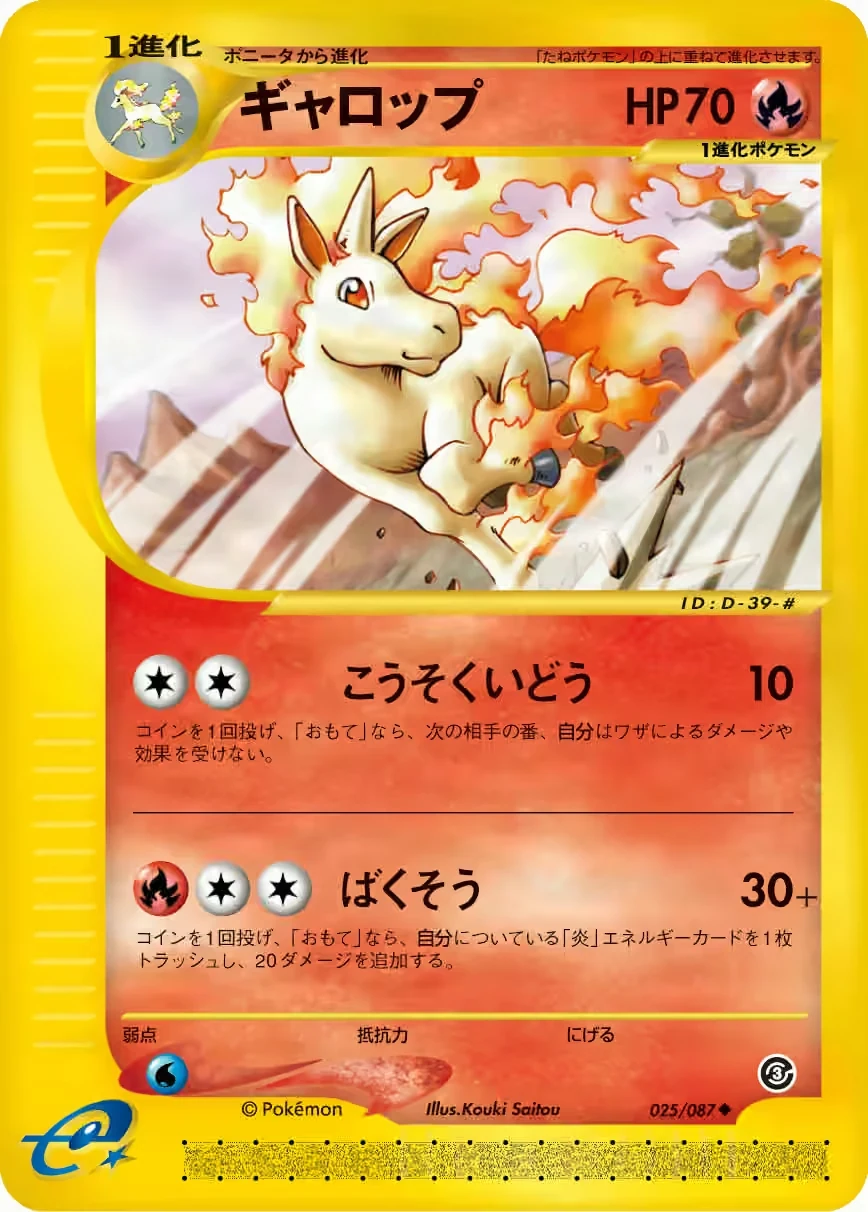 1進化
ポニータから進化
「たねポケモン」の上に重ねて進化させます。
ギャロップ
HP70
1進化ポケモン
ID:D-39-#
こうそくいどう 10
コインを1回投げ、「おもて」なら、次の相手の番、自分はワザによるダメージや
効果を受けない。
ばくそう 30+
コインを1回投げ、「おもて」なら、自分についている「炎」エネルギーカードを1枚
トラッシュし、20ダメージを追加する。
弱点 抵抗力 にげる
3
© Pokémon Illus.Kouki Saitou 025/087◆
e